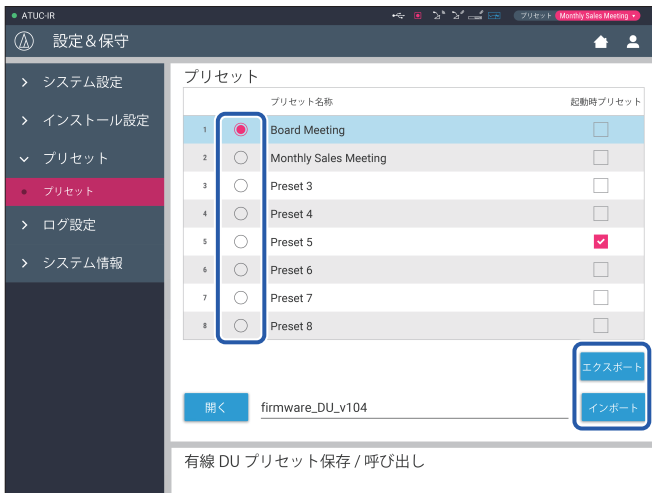 ATUC-IR
プリセット Monthly Sales Meeting
設定&保守
システム設定
インストール設定
プリセット
プリセット
ログ設定
システム情報
プリセット
プリセット名称 起動時プリセット
1 Board Meeting
2 Monthly Sales Meeting
3 Preset 3
4 Preset 4
5 Preset 5
6 Preset 6
7 Preset 7
8 Preset 8
エクスポート
開く firmware_DU_v104 インポート
有線 DU プリセット保存 / 呼び出し